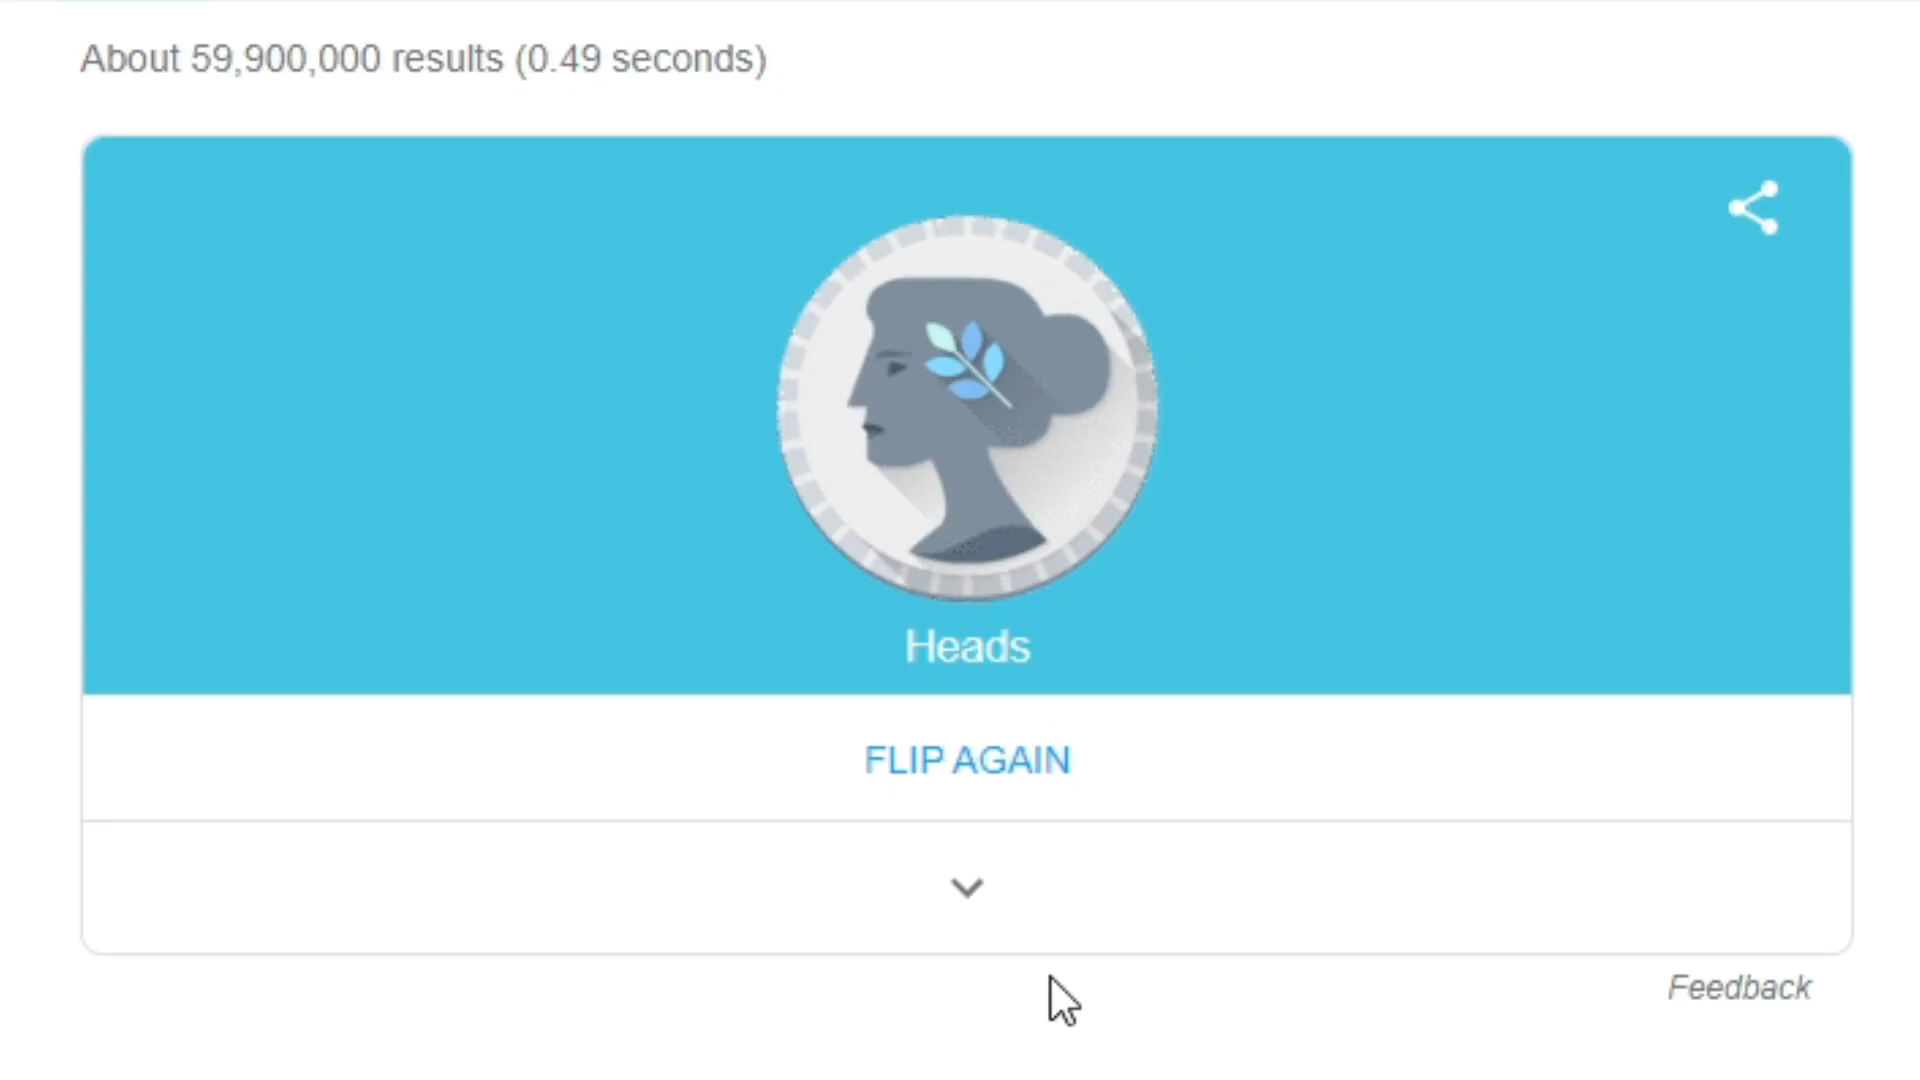 About 59,900,000 results (0.49 seconds)
Heads
FLIP AGAIN
Feedback